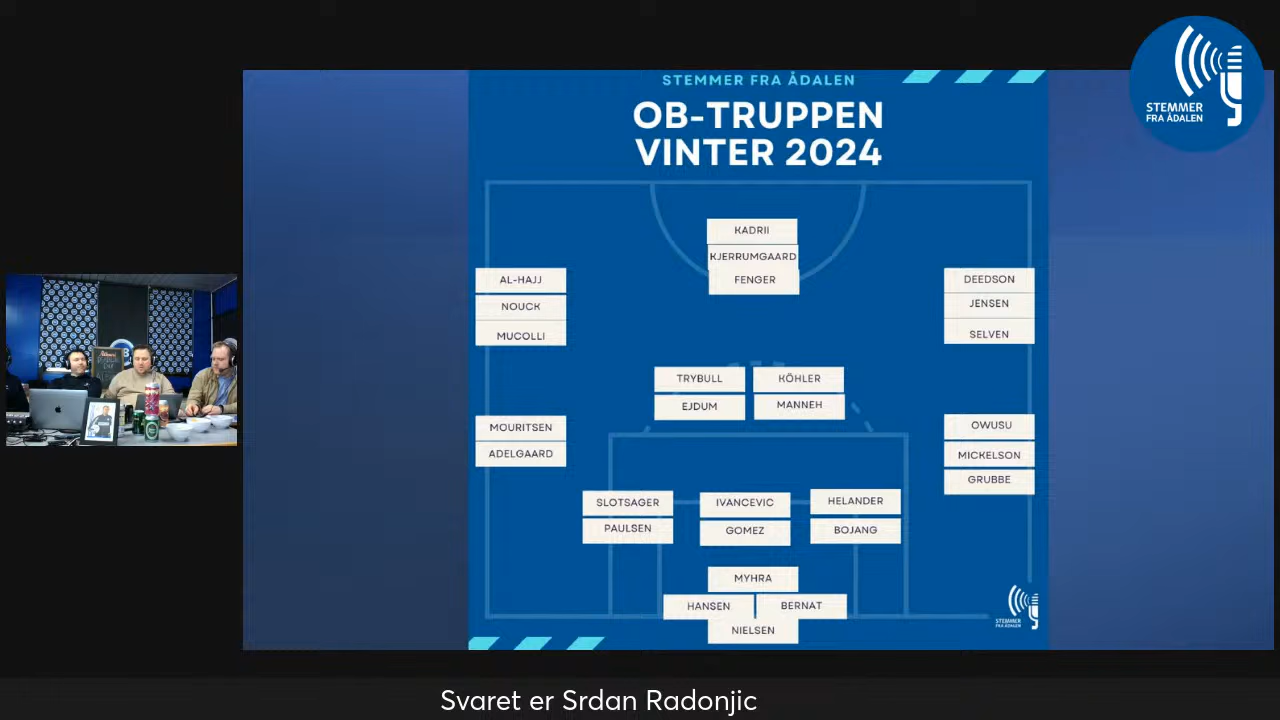 STEMMER FRA ÅDALEN
OB-TRUPPEN
VINTER 2024
STEMMER
FRA ÅDALEN
KADRII
KJERRUMGAARD
FENGER
AL-HAJJ
NOUCK
MUCOLLI
DEEDSON
JENSEN
SELVEN
TRYBULL
KÖHLER
EJDUM
MANNEH
MOURITSEN
ADELGAARD
OWUSU
MICKELSON
GRUBBE
SLOTSAGER
PAULSEN
IVANCEVIC
GOMEZ
HELANDER
BOJANG
MYHRA
HANSEN
BERNAT
NIELSEN
STEMMER
FRA ÅDALEN
Svaret er Srdan Radonjic